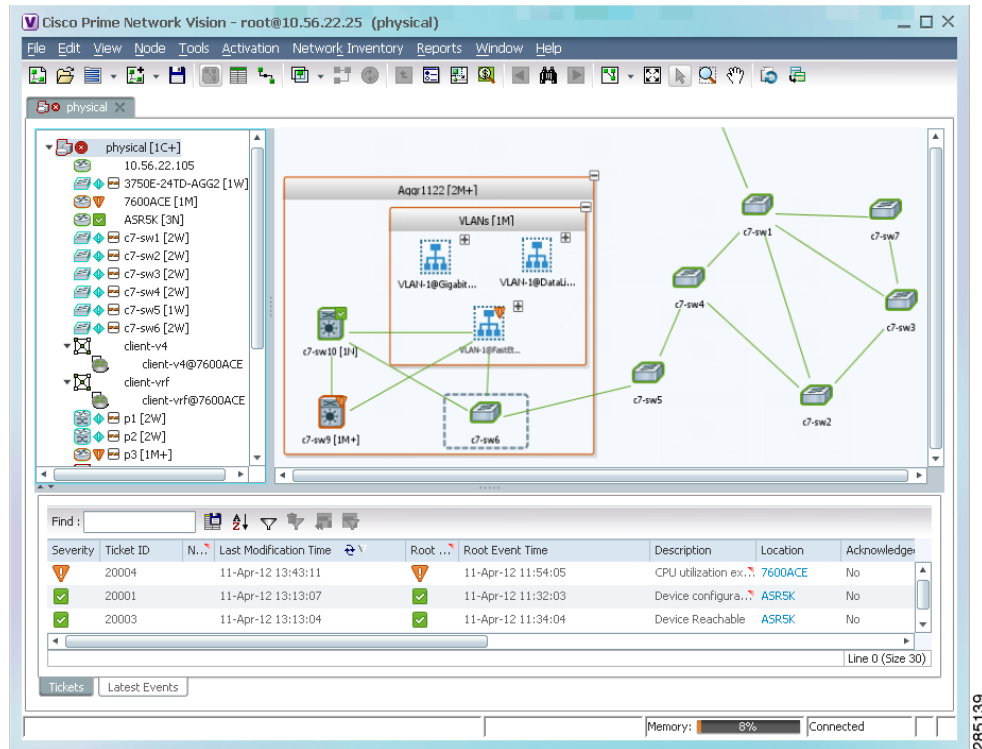 Cisco Prime Network Vision - root@10.56.22.25 (physical)
File Edit View Node Tools Activation Network Inventory Reports Window Help
physical
physical [1C+]
10.56.22.105
3750E-24TD-AGG2 [1W]
7600ACE [1M]
ASR5K [3N]
c7-sw1 [2W]
c7-sw2 [2W]
c7-sw3 [2W]
c7-sw4 [2W]
c7-sw5 [1W]
c7-sw6 [2W]
client-v4
client-v4@7600ACE
client-vrf
client-vrf@7600ACE
p1 [2W]
p2 [2W]
p3 [1M+]
Aggr1122 [2M+]
VLANs [1M]
VLAN-1@Gigabit...
VLAN-1@DataLi...
VLAN-1@FastEt...
c7-sw10 [1N]
c7-sw9 [1M+]
c7-sw6
c7-sw1
c7-sw7
c7-sw4
c7-sw3
c7-sw5
c7-sw2
Find :
Severity Ticket ID N... Last Modification Time Root ... Root Event Time Description Location Acknowledge
20004 11-Apr-12 13:43:11 11-Apr-12 11:54:05 CPU utilization ex... 7600ACE No
20001 11-Apr-12 13:13:07 11-Apr-12 11:32:03 Device configura... ASR5K No
20003 11-Apr-12 13:13:04 11-Apr-12 11:34:04 Device Reachable ASR5K No
Line 0 (Size 30)
Tickets Latest Events
Memory: 8% Connected
285139